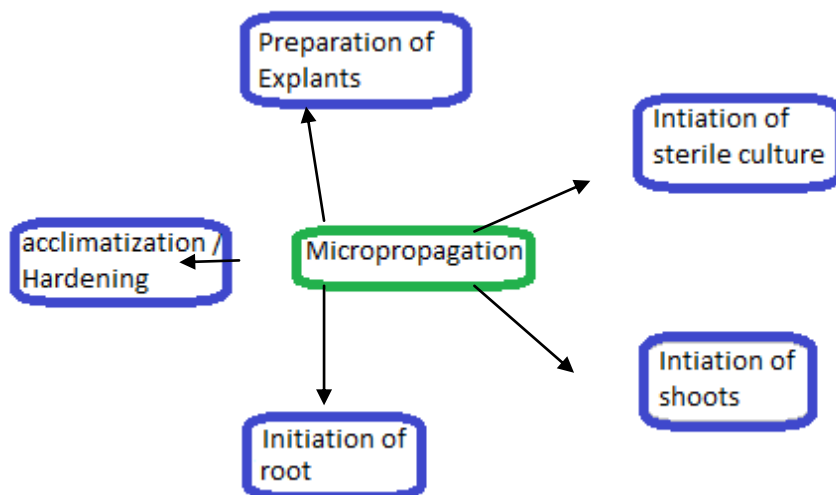 Preparation of
Explants
Intiation of
sterile culture
acclimatization /
Hardening
Micropropagation
Intiation of
shoots
Initiation of
root